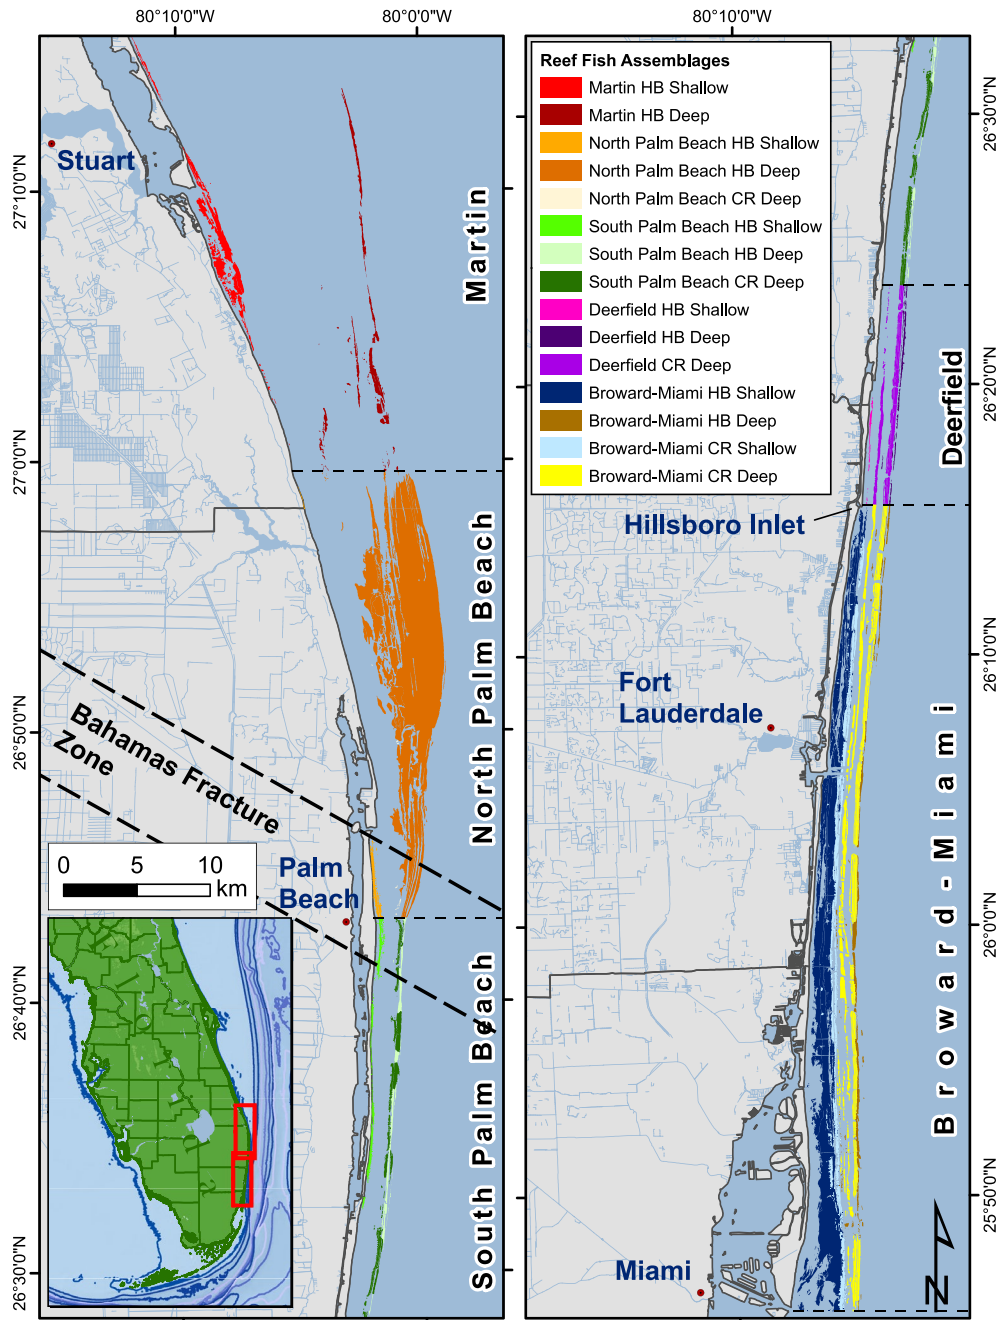 80°10'0"W
80°0'0"W
80°10'0"W
80°0'0"W
27°10'0"N
27°0'0"N
26°50'0"N
26°40'0"N
26°30'0"N
Stuart
Martin
North Palm Beach
Bahamas Fracture
Zone
Palm
Beach
South Palm Beach
0 5 10
km
Reef Fish Assemblages
Martin HB Shallow
Martin HB Deep
North Palm Beach HB Shallow
North Palm Beach HB Deep
North Palm Beach CR Deep
South Palm Beach HB Shallow
South Palm Beach HB Deep
South Palm Beach CR Deep
Deerfield HB Shallow
Deerfield HB Deep
Deerfield CR Deep
Broward-Miami HB Shallow
Broward-Miami HB Deep
Broward-Miami CR Shallow
Broward-Miami CR Deep
Hillsboro Inlet
Deerfield
Fort
Lauderdale
Broward-Miami
Miami
N
26°30'0"N
26°20'0"N
26°10'0"N
26°0'0"N
25°50'0"N